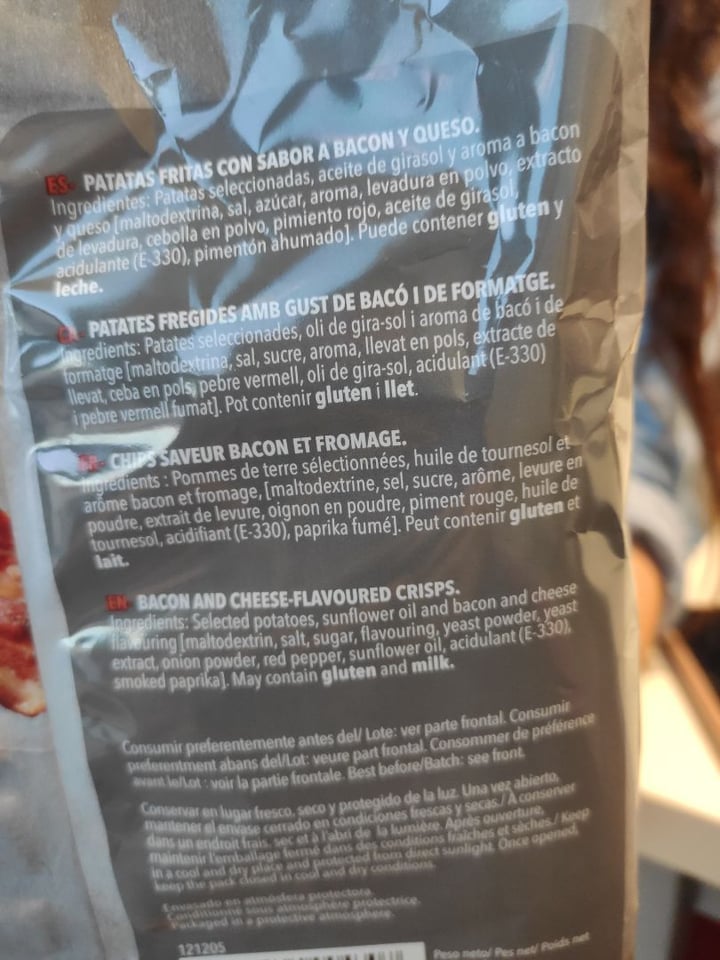 ES- PATATAS FRITAS CON SABOR A BACON Y QUESO.
Ingredientes: Patatas seleccionadas, aceite de girasol y aroma a bacon
y queso [maltodextrina, sal, azúcar, aroma, levadura en polvo, extracto
de levadura, cebolla en polvo, pimiento rojo, aceite de girasol,
acidulante (E-330), pimentón ahumado]. Puede contener gluten y
leche.
CA- PATATES FREGIDES AMB GUST DE BACÓ I DE FORMATGE.
Ingredients: Patates seleccionades, oli de gira-sol i aroma de bacó i de
formatge [maltodextrina, sal, sucre, aroma, llevat en pols, extracte de
llevat, ceba en pols, pebre vermell, oli de gira-sol, acidulant (E-330)
i pebre vermell fumat]. Pot contenir gluten i llet.
FR- CHIPS SAVEUR BACON ET FROMAGE.
Ingrédients : Pommes de terre sélectionnées, huile de tournesol et
arôme bacon et fromage, [maltodextrine, sel, sucre, arôme, levure en
poudre, extrait de levure, oignon en poudre, piment rouge, huile de
tournesol, acidifiant (E-330), paprika fumé]. Peut contenir gluten et
lait.
EN- BACON AND CHEESE-FLAVOURED CRISPS.
Ingredients: Selected potatoes, sunflower oil and bacon and cheese
flavouring [maltodextrin, salt, sugar, flavouring, yeast powder, yeast
extract, onion powder, red pepper, sunflower oil, acidulant (E-330),
smoked paprika]. May contain gluten and milk.
Consumir preferentemente antes del/ Lote: ver parte frontal. Consumir
preferentment abans del/Lot: veure part frontal. Consommer de préférence
avant le/Lot : voir la partie frontale. Best before/Batch: see front.
Conservar en lugar fresco, seco y protegido de la luz. Una vez abierto,
mantener el envase cerrado en condiciones frescas y secas./ A conserver
dans un endroit frais, sec et à l'abri de la lumière. Après ouverture,
maintenir l'emballage fermé dans des conditions fraîches et sèches./ Keep
in a cool and dry place and protected from direct sunlight. Once opened,
keep the pack closed in cool and dry conditions.
Envasado en atmósfera protectora.
Conditionné sous atmosphère protectrice.
Packaged in a protective atmosphere.
121205
Peso neto/ Pes net/ Poids net